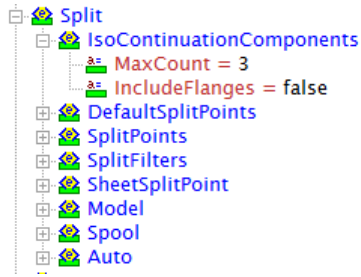 Split
IsoContinuationComponents
MaxCount = 3
IncludeFlanges = false
DefaultSplitPoints
SplitPoints
SplitFilters
SheetSplitPoint
Model
Spool
Auto